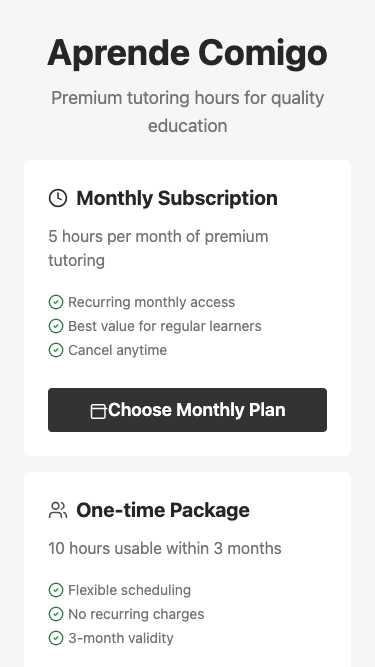 Aprende Comigo
Premium tutoring hours for quality
education
Monthly Subscription
5 hours per month of premium
tutoring
Recurring monthly access
Best value for regular learners
Cancel anytime
Choose Monthly Plan
One-time Package
10 hours usable within 3 months
Flexible scheduling
No recurring charges
3-month validity